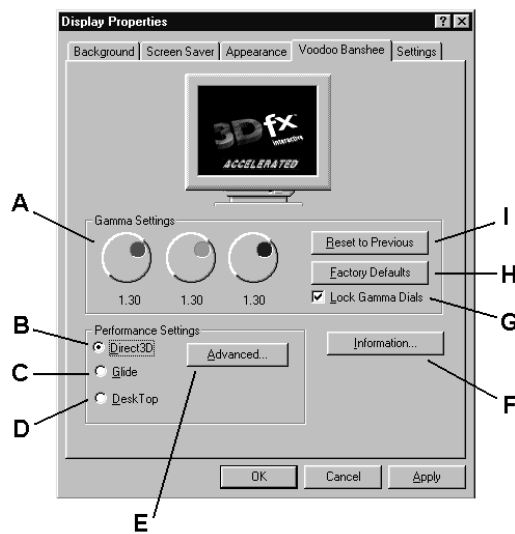 Display Properties
? ×
Background Screen Saver Appearance Voodoo Banshee Settings
3Dfx
interactive
ACCELERATED
A
Gamma Settings
1.30 1.30 1.30
Reset to Previous
I
Factory Defaults
H
Lock Gamma Dials
G
B
Performance Settings
Direct3D
Advanced...
Information...
C
Glide
F
D
DeskTop
OK Cancel Apply
E